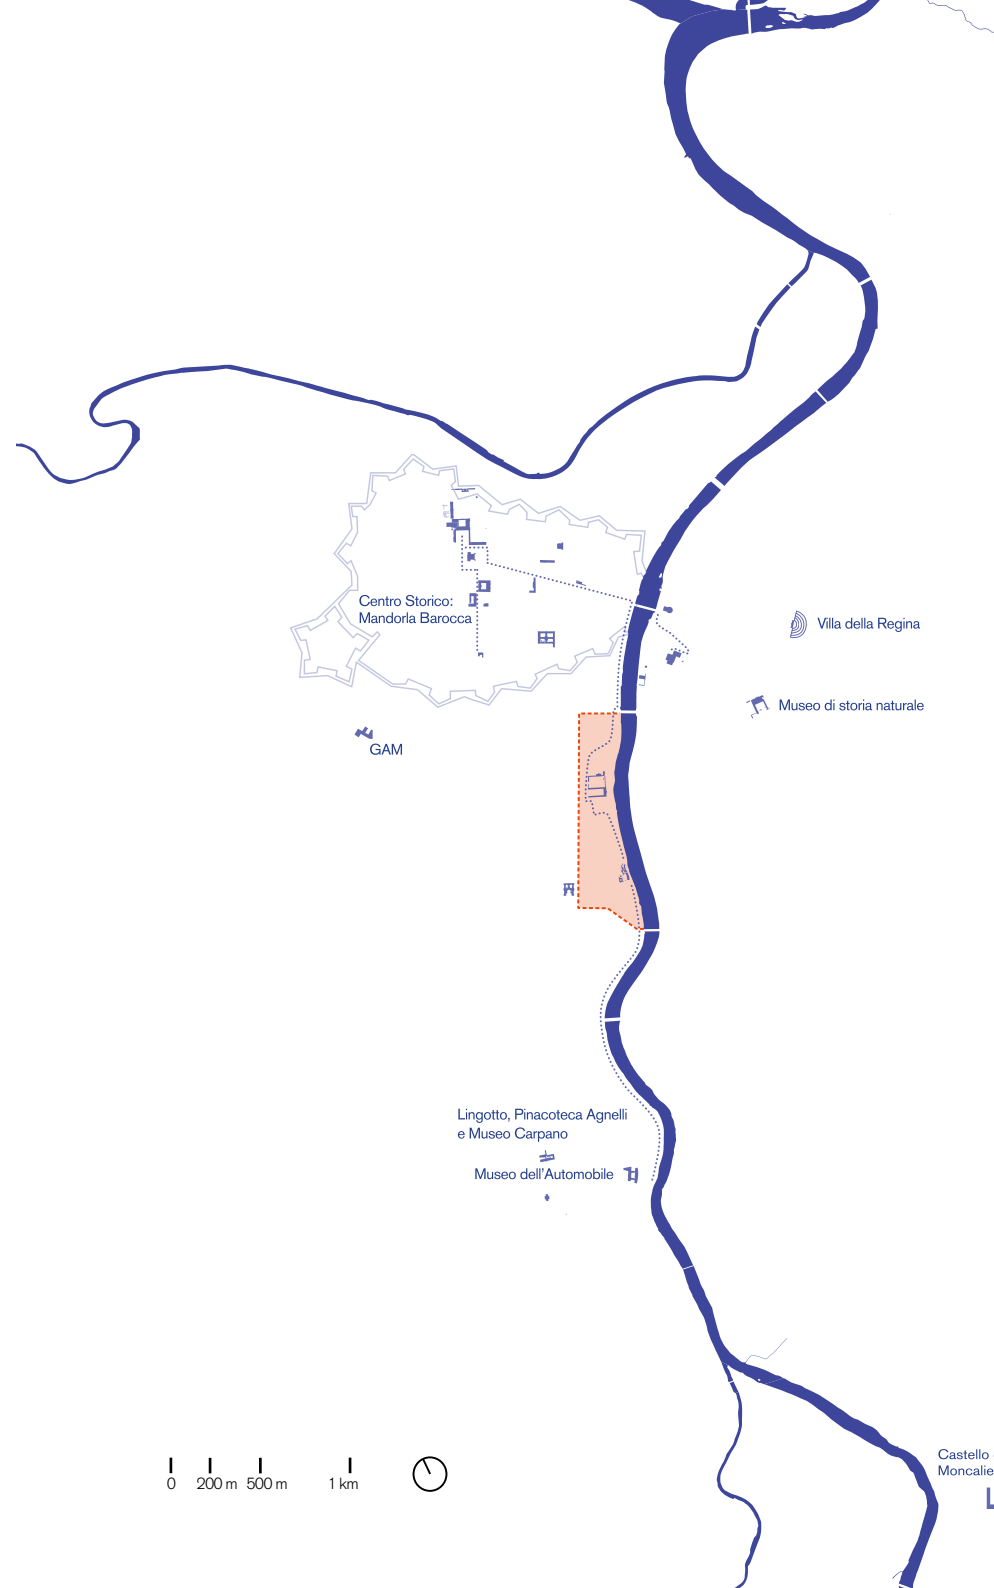 Centro Storico:
Mandorla Barocca
Villa della Regina
Museo di storia naturale
GAM
Lingotto, Pinacoteca Agnelli
e Museo Carpano
Museo dell'Automobile
Castello
Moncalie
0 200 m 500 m 1 km